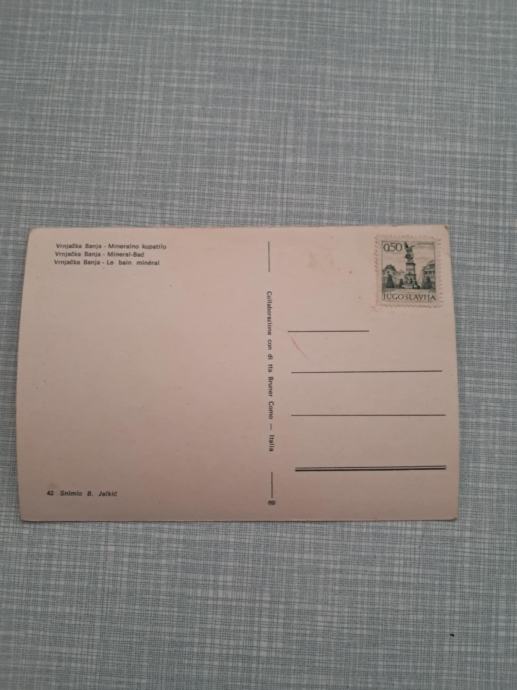 Vrnjačka Banja - Mineralno kupatilo
Vrnjačka Banja - Mineral-Bad
Vrnjačka Banja - Le bain minéral
0,50
JUGOSLAVIJA
Collaborazione con di tta Bruner Como — Italia
42 Snimio B. Jelkić